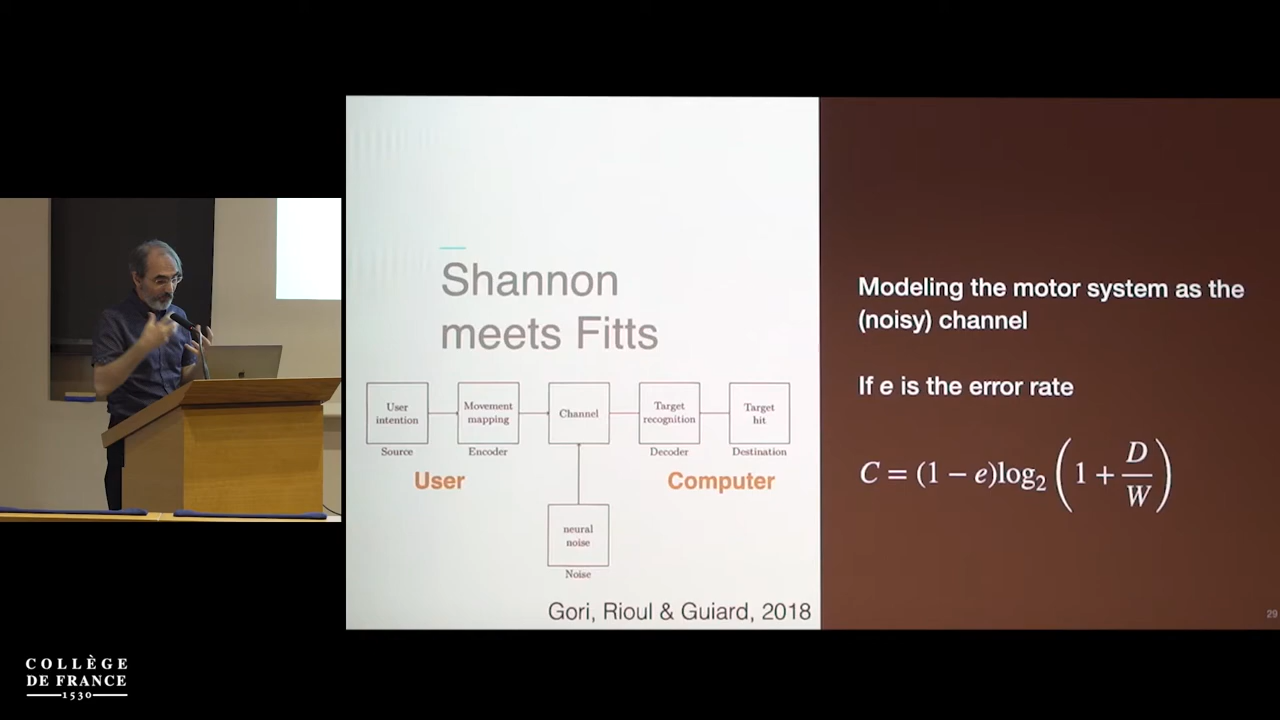 Shannon
meets Fitts
User
intention
Source
Movement
mapping
Encoder
Channel
Target
recognition
Decoder
Target
hit
Destination
User
Computer
neural
noise
Noise
Gori, Rioul & Guiard, 2018
Modeling the motor system as the
(noisy) channel
If e is the error rate
C = (1 − e)log₂ (1 + D/W)
29
COLLÈGE
DE FRANCE
1530